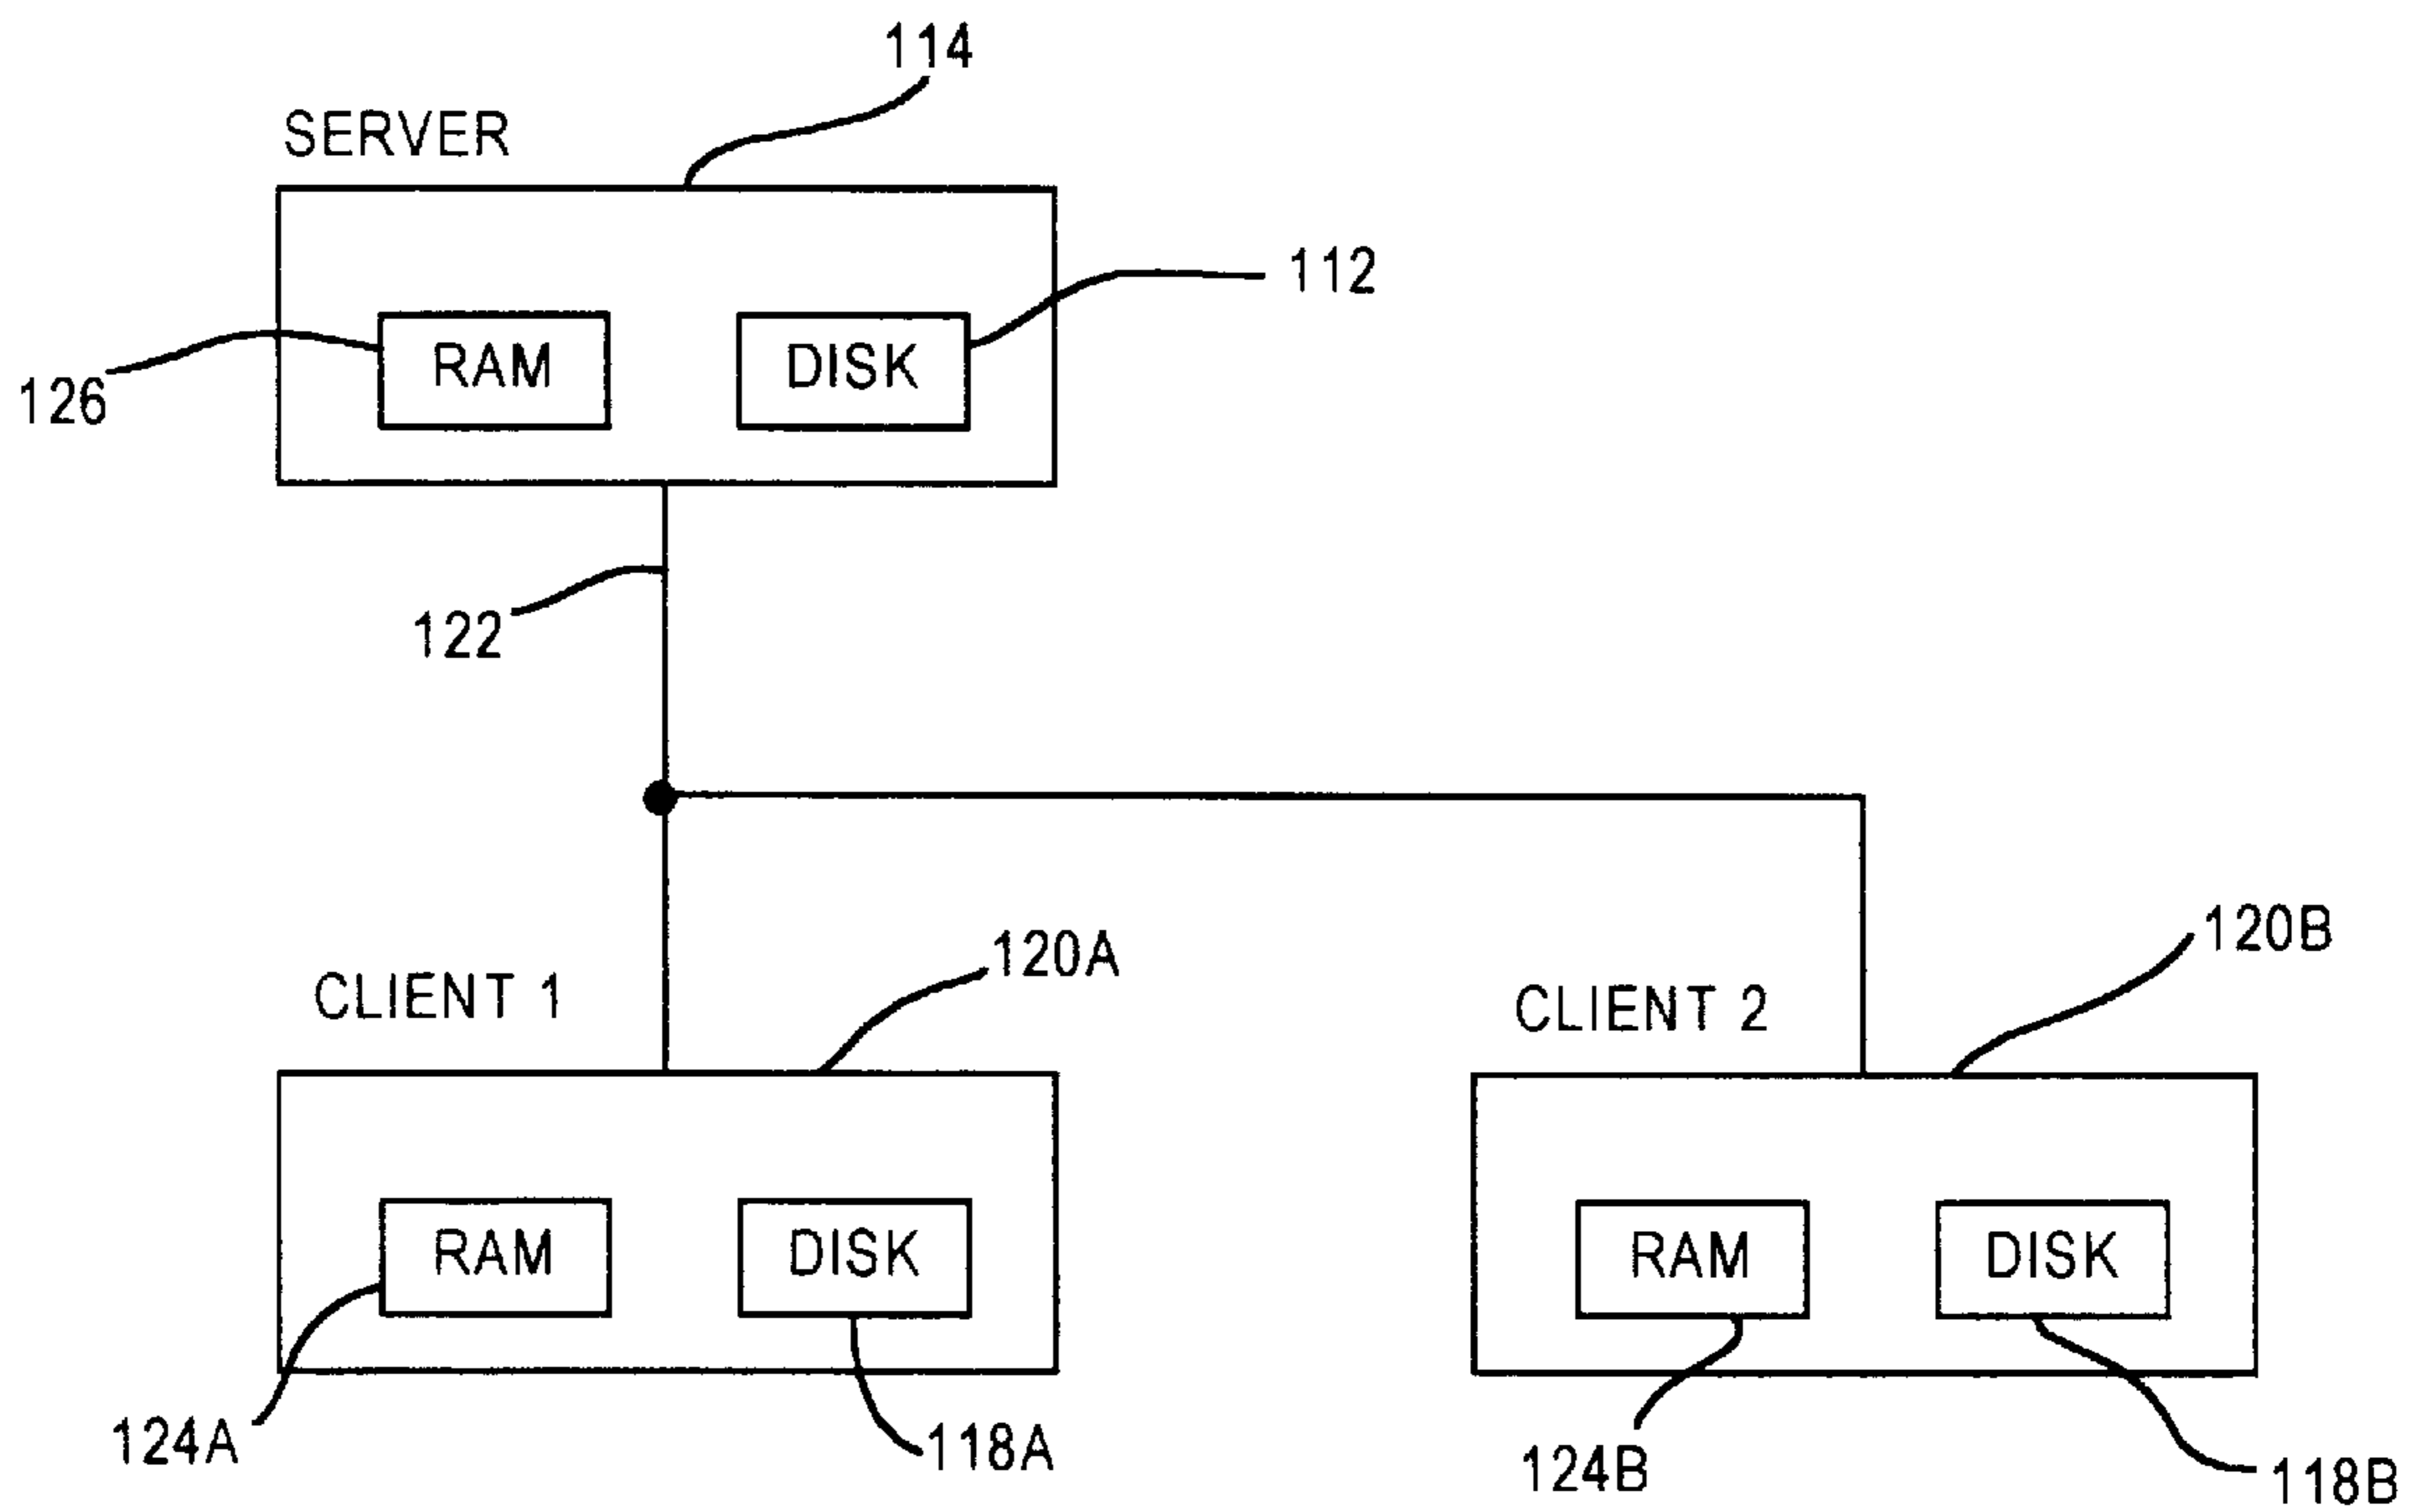 114
SERVER
112
RAM
DISK
126
122
120A
120B
CLIENT 1
CLIENT 2
RAM
DISK
RAM
DISK
124A
118A
124B
118B